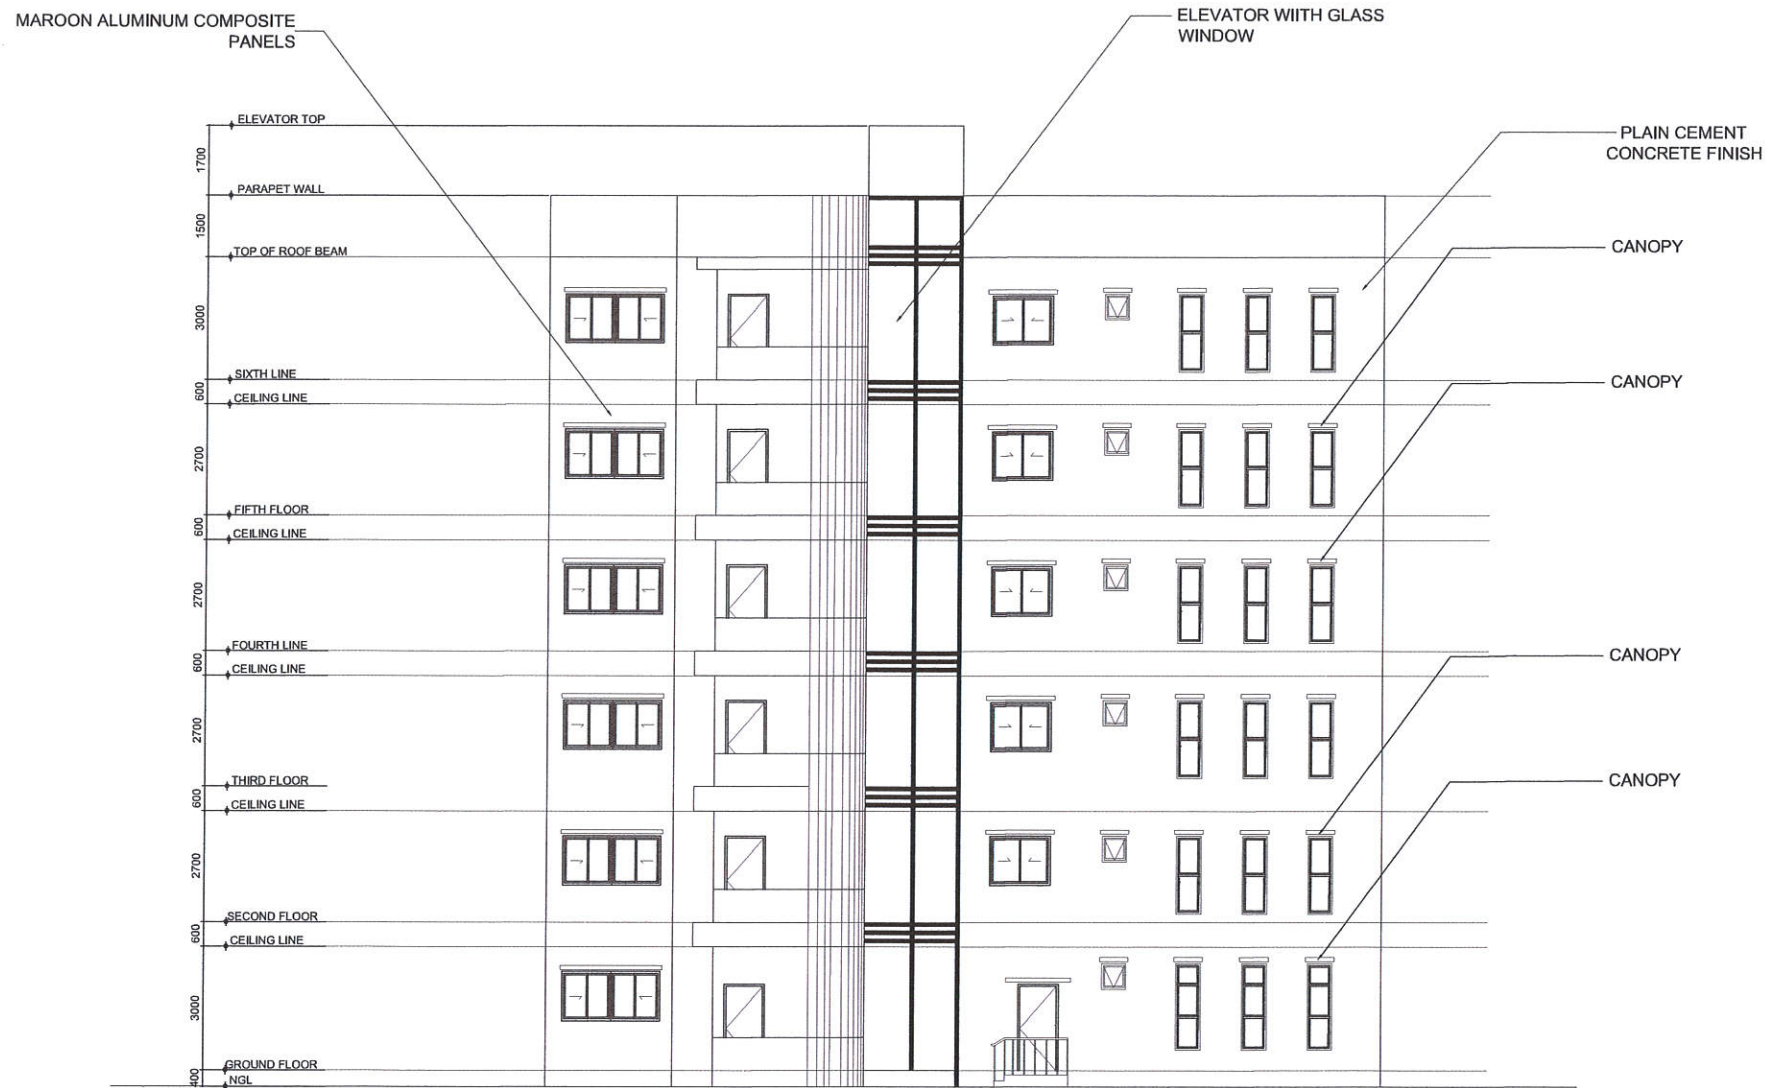 MAROON ALUMINUM COMPOSITE
PANELS
ELEVATOR WIITH GLASS
WINDOW
ELEVATOR TOP
PLAIN CEMENT
CONCRETE FINISH
1700
PARAPET WALL
1500
CANOPY
TOP OF ROOF BEAM
3000
SIXTH LINE
CANOPY
600
CEILING LINE
2700
FIFTH FLOOR
600
CEILING LINE
2700
FOURTH LINE
CANOPY
600
CEILING LINE
2700
THIRD FLOOR
CANOPY
600
CEILING LINE
2700
SECOND FLOOR
600
CEILING LINE
3000
GROUND FLOOR
400
NGL